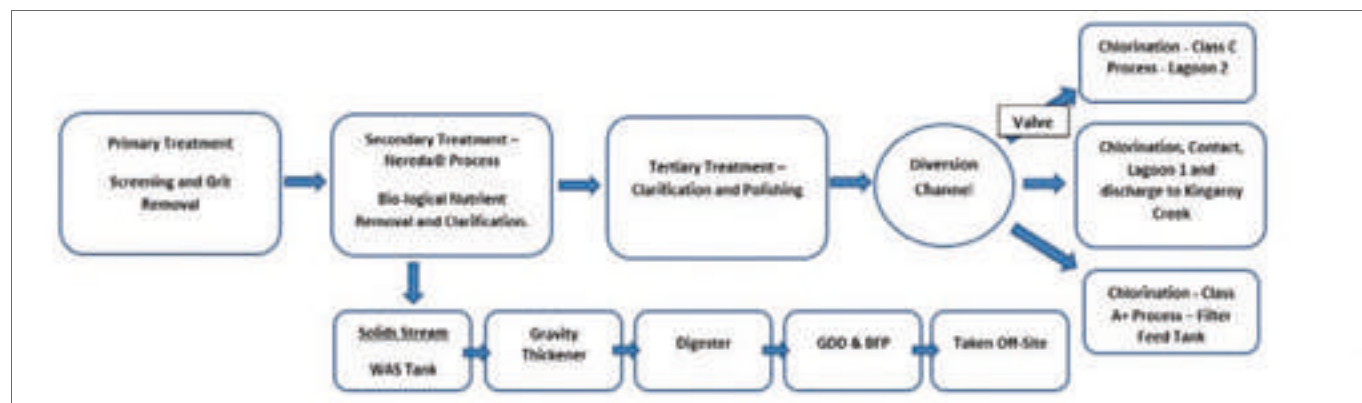 Primary Treatment
Screening and Grit
Removal
Secondary Treatment –
Nereda® Process
Bio-logical Nutrient
Removal and Clarification.
Tertiary Treatment –
Clarification and Polishing
Diversion
Channel
Valve
Chlorination - Class C
Process - Lagoon 2
Chlorination, Contact,
Lagoon 1 and
discharge to Kingaroy
Creek
Chlorination - Class
A+ Process – Filter
Feed Tank
Solids Stream
WAS Tank
Gravity
Thickener
Digester
GDD & BFP
Taken Off-Site